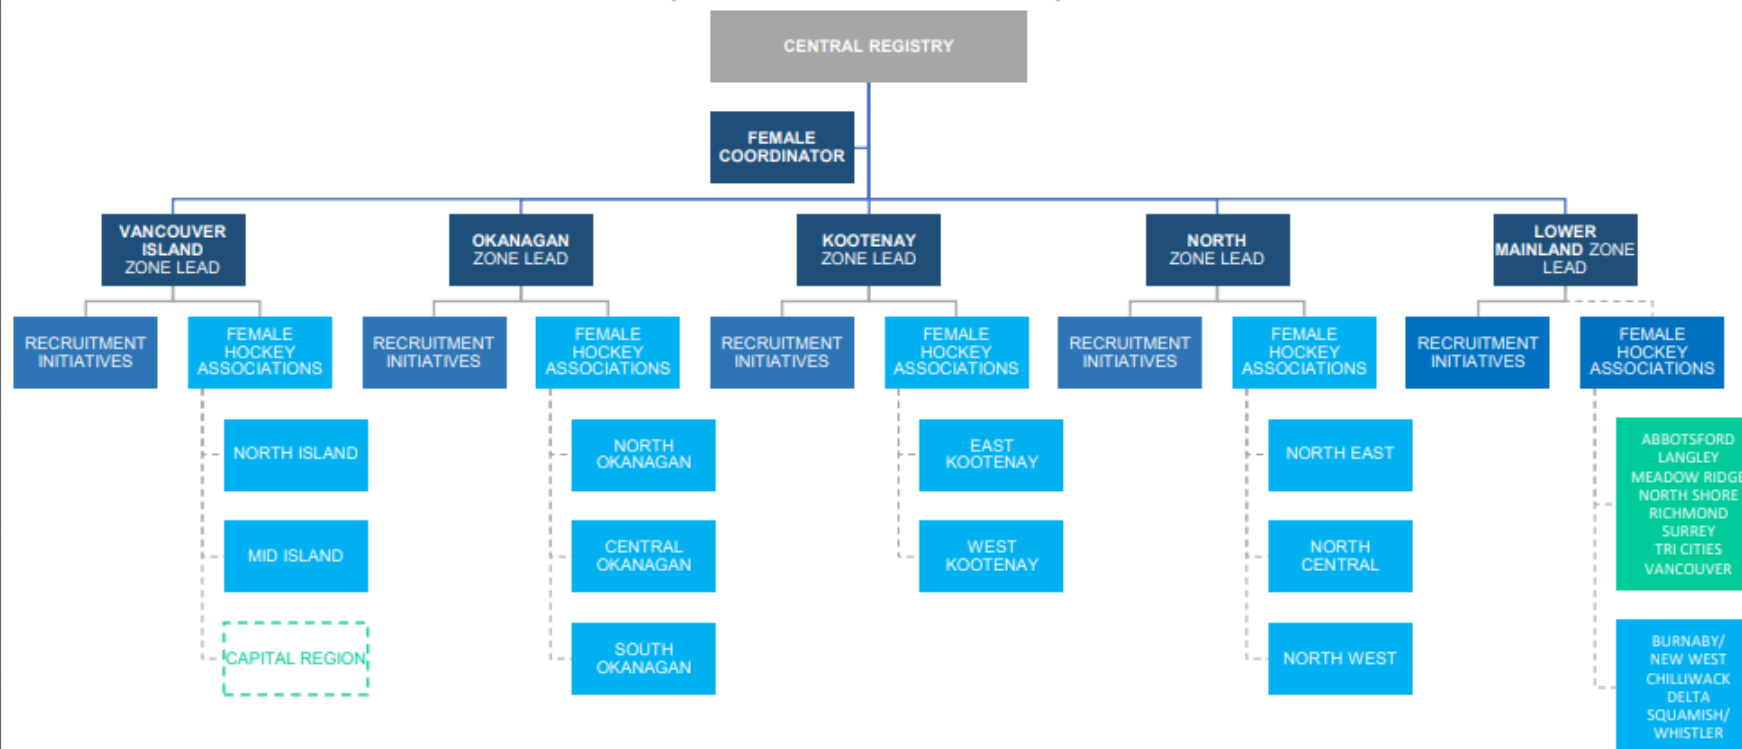 CENTRAL REGISTRY
FEMALE
COORDINATOR
VANCOUVER
ISLAND
ZONE LEAD
OKANAGAN
ZONE LEAD
KOOTENAY
ZONE LEAD
NORTH
ZONE LEAD
LOWER
MAINLAND ZONE
LEAD
RECRUITMENT
INITIATIVES
FEMALE
HOCKEY
ASSOCIATIONS
RECRUITMENT
INITIATIVES
FEMALE
HOCKEY
ASSOCIATIONS
RECRUITMENT
INITIATIVES
FEMALE
HOCKEY
ASSOCIATIONS
RECRUITMENT
INITIATIVES
FEMALE
HOCKEY
ASSOCIATIONS
RECRUITMENT
INITIATIVES
FEMALE
HOCKEY
ASSOCIATIONS
NORTH ISLAND
MID ISLAND
CAPITAL REGION
NORTH
OKANAGAN
CENTRAL
OKANAGAN
SOUTH
OKANAGAN
EAST
KOOTENAY
WEST
KOOTENAY
NORTH EAST
NORTH
CENTRAL
NORTH WEST
ABBOTSFORD
LANGLEY
MEADOW RIDGE
NORTH SHORE
RICHMOND
SURREY
TRI CITIES
VANCOUVER
BURNABY/
NEW WEST
CHILLIWACK
DELTA
SQUAMISH/
WHISTLER